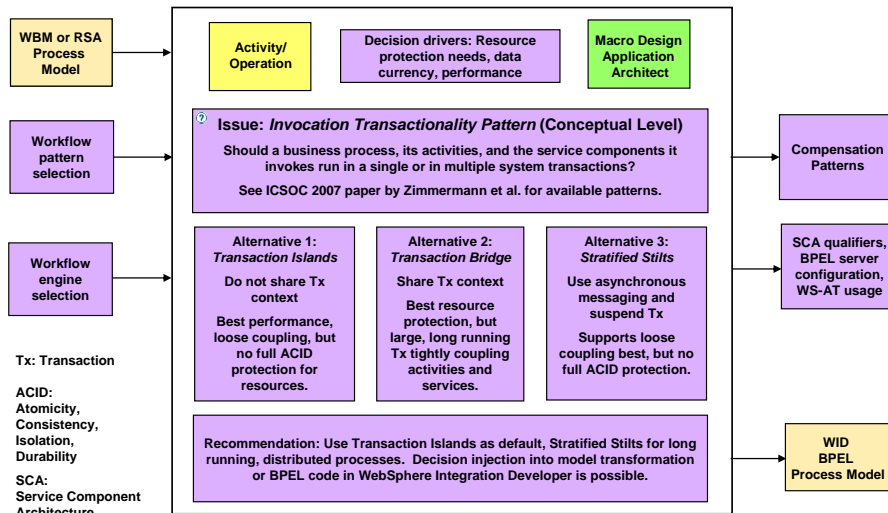 WBM or RSA
Process
Model
Activity/
Operation
Decision drivers: Resource
protection needs, data
currency, performance
Macro Design
Application
Architect
Workflow
pattern
selection
? Issue: Invocation Transactionality Pattern (Conceptual Level)
Should a business process, its activities, and the service components it
invokes run in a single or in multiple system transactions?
See ICSOC 2007 paper by Zimmermann et al. for available patterns.
Compensation
Patterns
Workflow
engine
selection
Alternative 1:
Transaction Islands
Do not share Tx
context
Best performance,
loose coupling, but
no full ACID
protection for
resources.
Alternative 2:
Transaction Bridge
Share Tx context
Best resource
protection, but
large, long running
Tx tightly coupling
activities and
services.
Alternative 3:
Stratified Stilts
Use asynchronous
messaging and
suspend Tx
Supports loose
coupling best, but no
full ACID protection.
SCA qualifiers,
BPEL server
configuration,
WS-AT usage
Tx: Transaction
ACID:
Atomicity,
Consistency,
Isolation,
Durability
SCA:
Service Component
Architecture
Recommendation: Use Transaction Islands as default, Stratified Stilts for long
running, distributed processes. Decision injection into model transformation
or BPEL code in WebSphere Integration Developer is possible.
WID
BPEL
Process Model